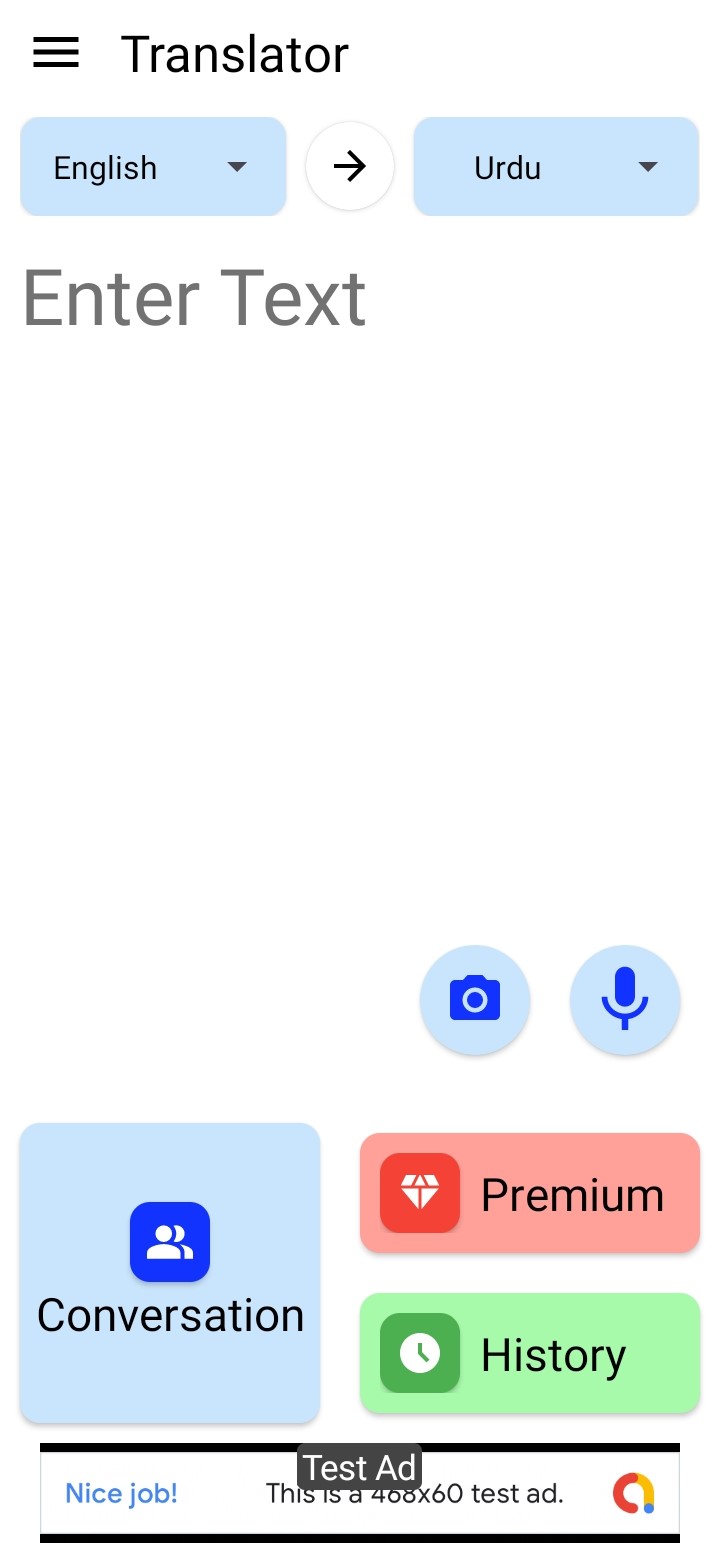 Translator
English
Urdu
Enter Text
Conversation
Premium
History
Test Ad
Nice job!
This is a 468x60 test ad.